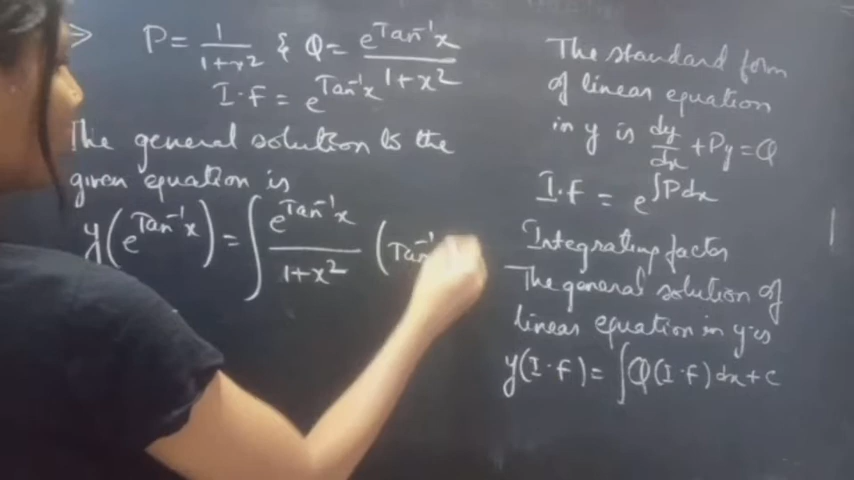 => P = 1/(1+x²) & Q = e^(Tan⁻¹x)/(1+x²)
I.F = e^(Tan⁻¹x)
The general solution to the
given equation is
y(e^(Tan⁻¹x)) = ∫ e^(Tan⁻¹x)/(1+x²) (Tan⁻¹
The standard form
of linear equation
in y is dy/dx + Py = Q
I.F = e^(∫Pdx)
Integrating factor
The general solution of
linear equation in y is
y(I.F) = ∫Q(I.F)dx+c